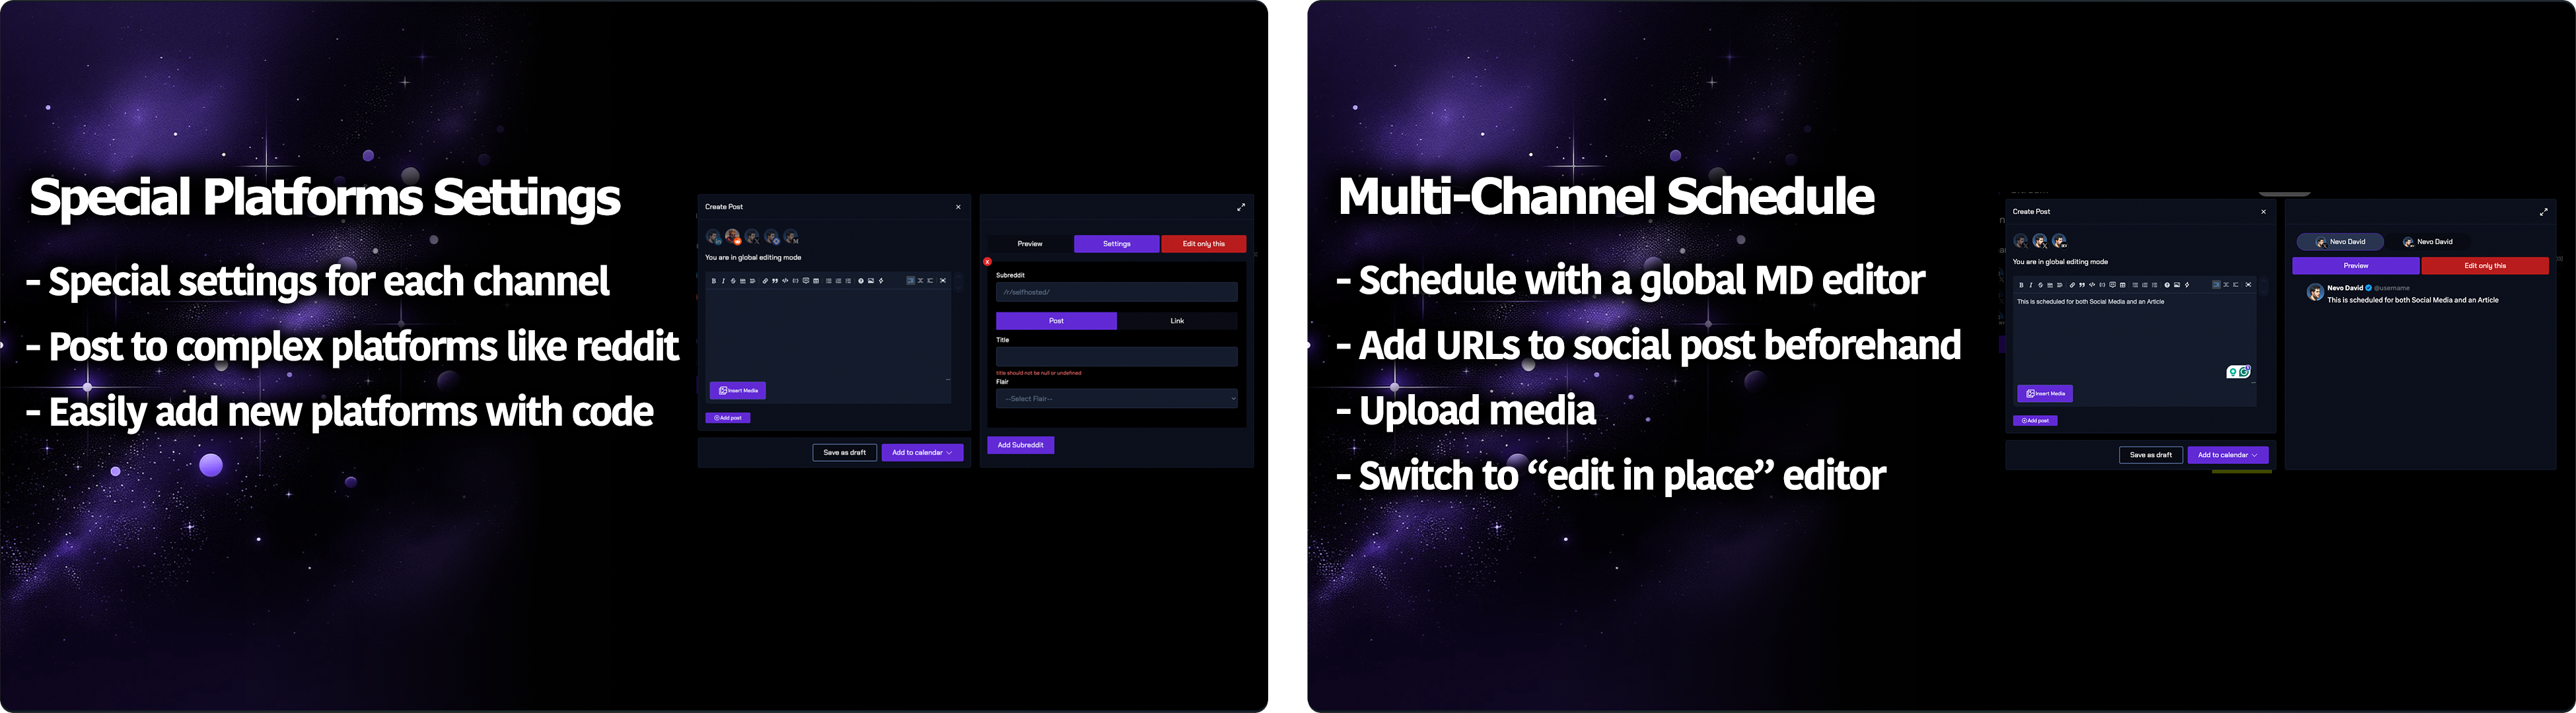 Special Platforms Settings
- Special settings for each channel
- Post to complex platforms like reddit
- Easily add new platforms with code
Create Post
You are in global editing mode
Insert Media
Add post
Save as draft
Add to calendar
Preview
Settings
Edit only this
Subreddit
/r/selfhosted/
Post
Link
Title
title should not be null or undefined
Flair
--Select Flair--
Add Subreddit
Multi-Channel Schedule
- Schedule with a global MD editor
- Add URLs to social post beforehand
- Upload media
- Switch to “edit in place” editor
Create Post
You are in global editing mode
This is scheduled for both Social Media and an Article
Insert Media
Add post
Save as draft
Add to calendar
Nevo David
Nevo David
Preview
Edit only this
Nevo David @username
This is scheduled for both Social Media and an Article